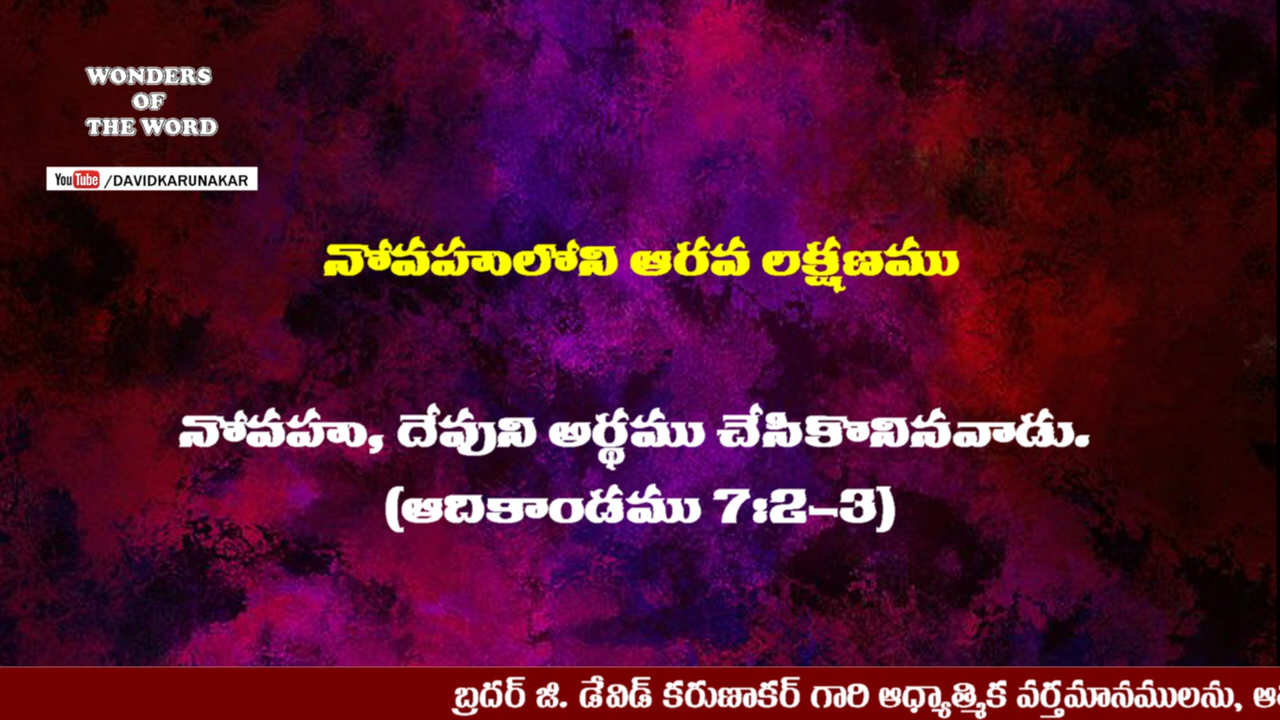 WONDERS
OF
THE WORD
YouTube /DAVIDKARUNAKAR
నోవహులోని ఆరవ లక్షణము
నోవహు, దేవుని అర్థము చేసికొనినవాడు.
(ఆదికాండము 7:2-3)
బ్రదర్ జి. డేవిడ్ కరుణాకర్ గారి ఆధ్యాత్మిక వర్తమానములను,